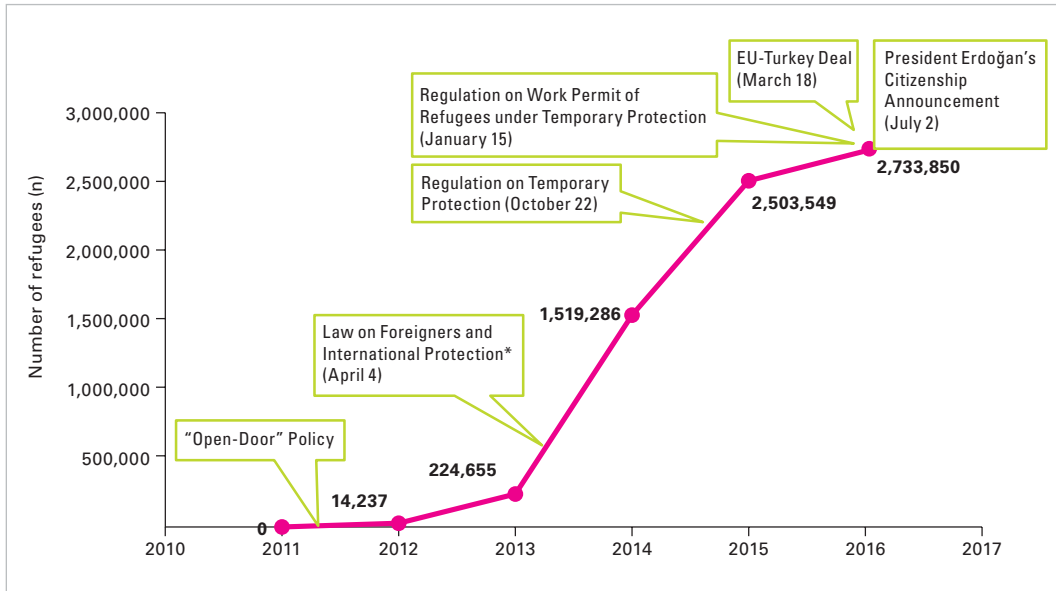 EU-Turkey Deal
(March 18)
President Erdoğan’s
Citizenship
Announcement
(July 2)
Regulation on Work Permit of
Refugees under Temporary Protection
(January 15)
Regulation on Temporary
Protection (October 22)
Law on Foreigners and
International Protection*
(April 4)
“Open-Door” Policy
Number of refugees (n)
3,000,000
2,500,000
2,000,000
1,500,000
1,000,000
500,000
0
14,237
224,655
1,519,286
2,503,549
2,733,850
2010 2011 2012 2013 2014 2015 2016 2017